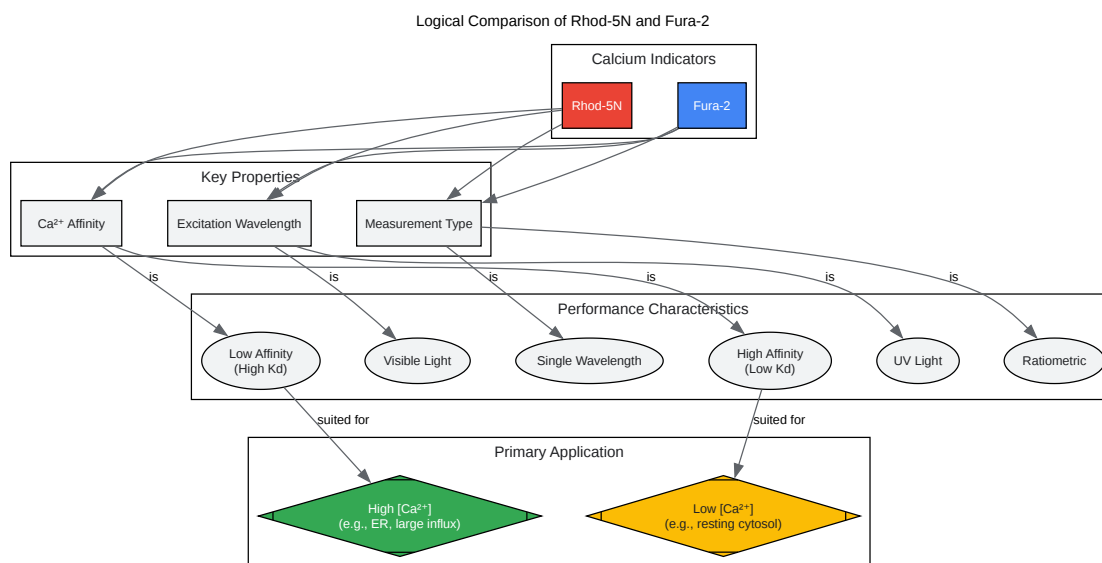 Logical Comparison of Rhod-5N and Fura-2
Calcium Indicators
Rhod-5N
Fura-2
Key Properties
Ca²⁺ Affinity
Excitation Wavelength
Measurement Type
is
is
is
is
is
is
Performance Characteristics
Low Affinity
(High Kd)
Visible Light
Single Wavelength
High Affinity
(Low Kd)
UV Light
Ratiometric
suited for
suited for
Primary Application
High [Ca²⁺]
(e.g., ER, large influx)
Low [Ca²⁺]
(e.g., resting cytosol)